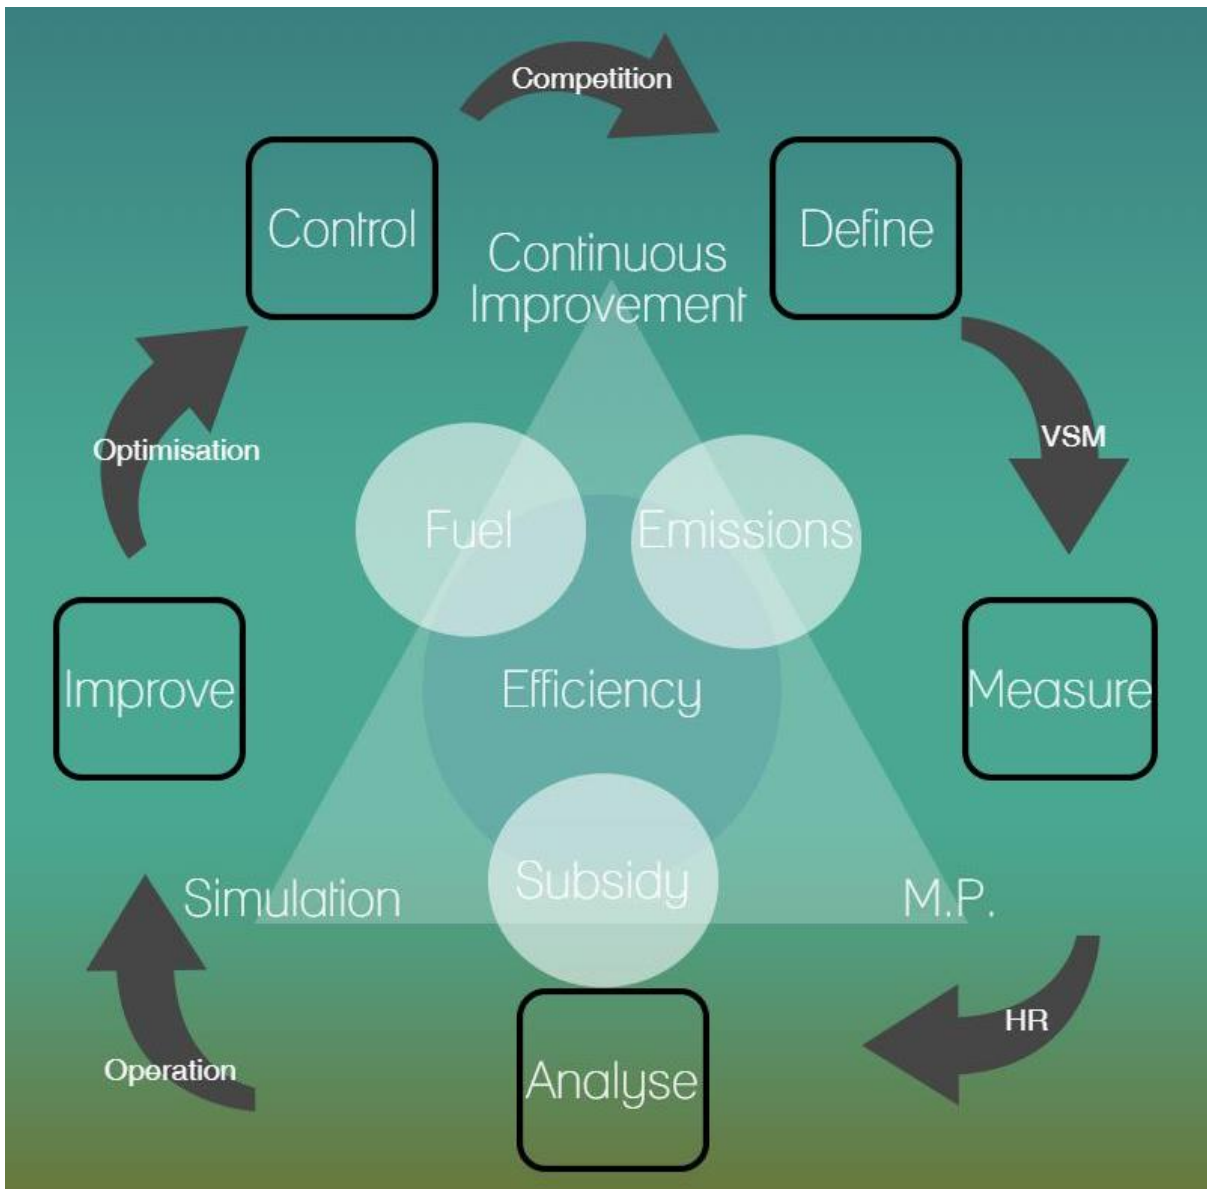 Competition
Control
Define
Continuous
Improvement
VSM
Optimisation
Fuel
Emissions
Improve
Efficiency
Measure
Simulation
Subsidy
M.P.
HR
Operation
Analyse